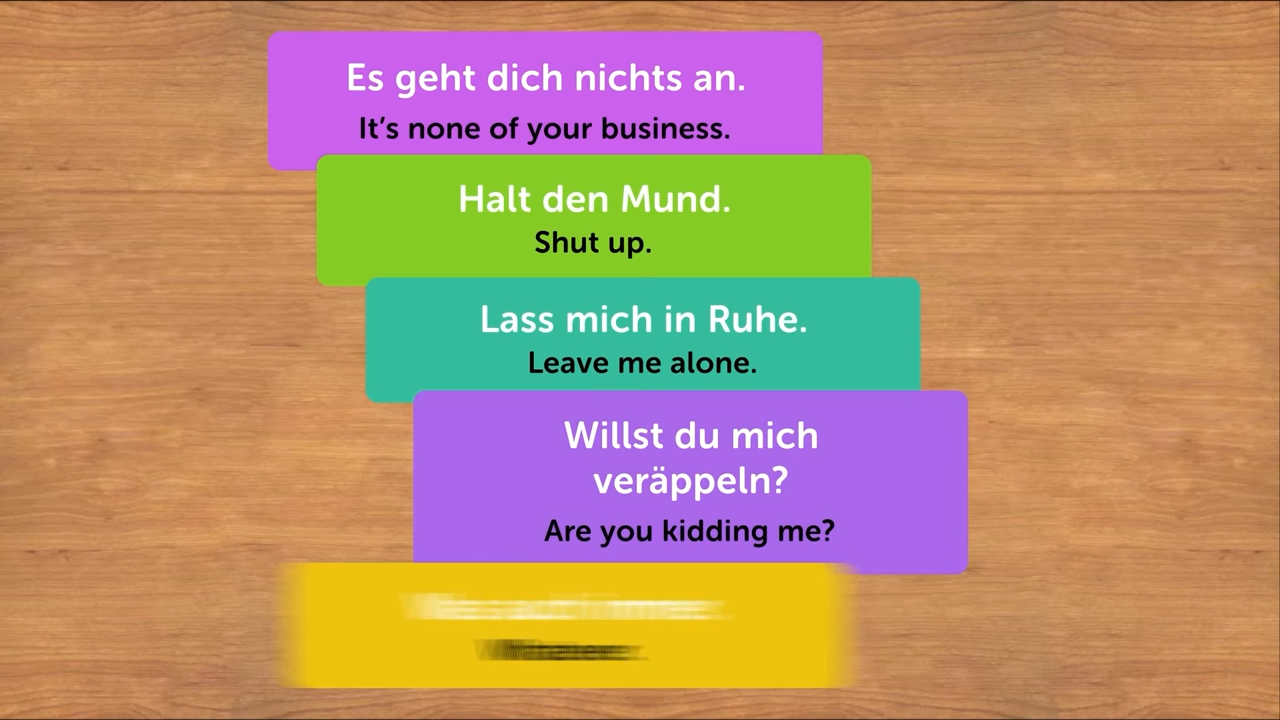 Es geht dich nichts an.
It’s none of your business.
Halt den Mund.
Shut up.
Lass mich in Ruhe.
Leave me alone.
Willst du mich
veräppeln?
Are you kidding me?